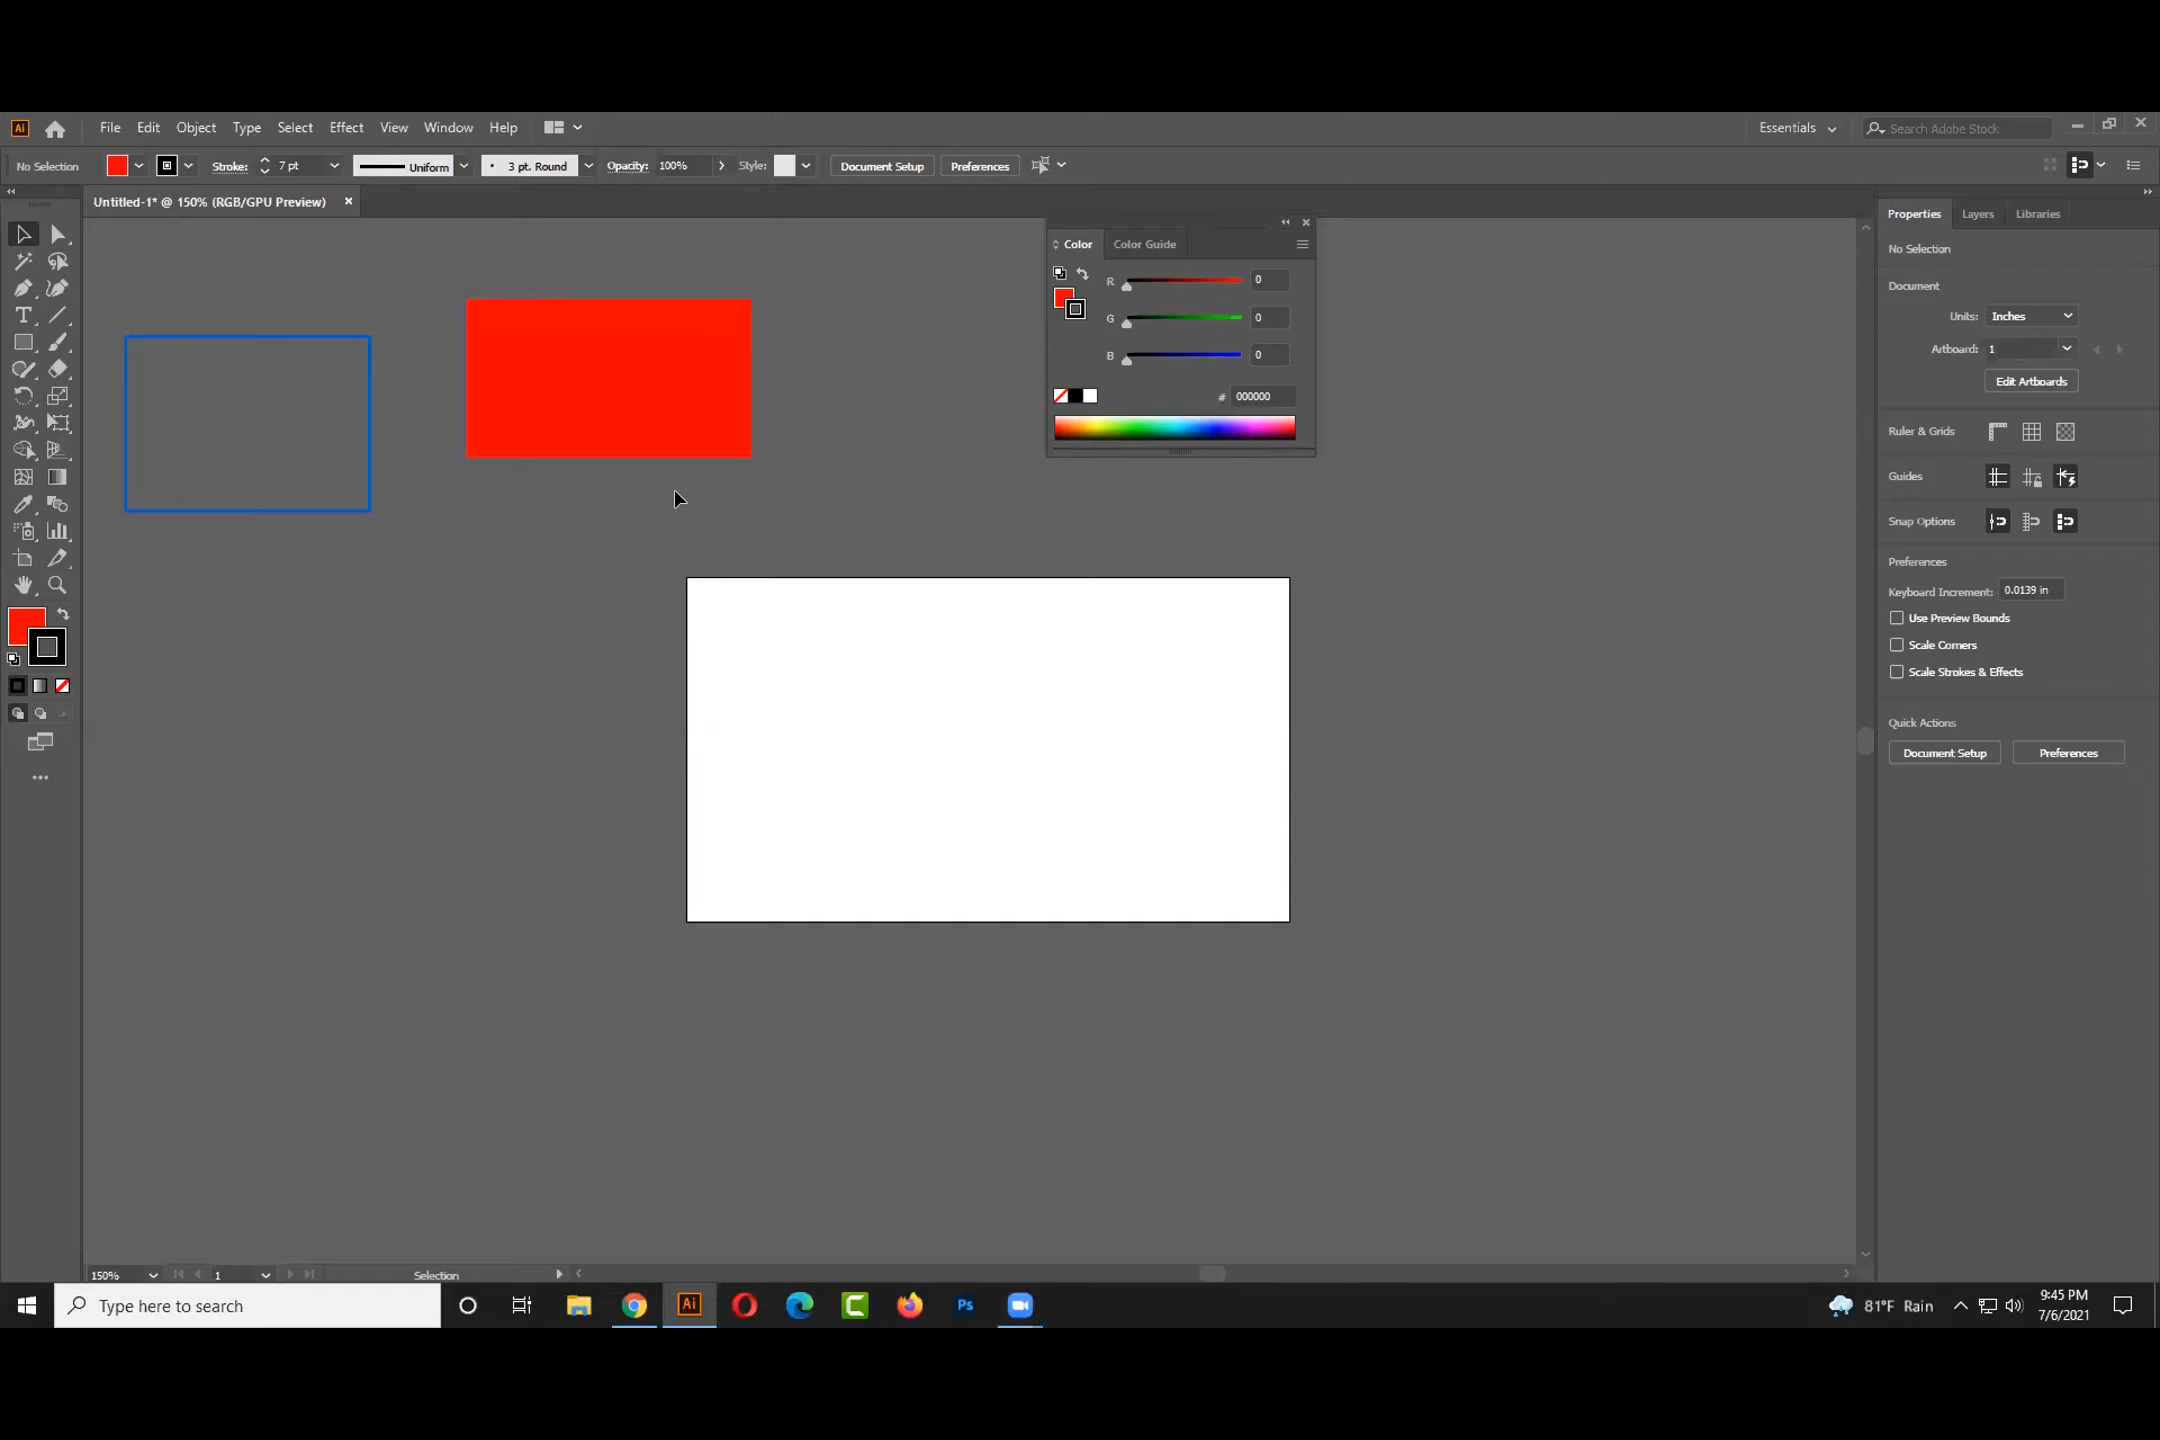 Ai File Edit Object Type Select Effect View Window Help Essentials Search Adobe Stock
No Selection Stroke: 7 pt Uniform 3 pt. Round Opacity: 100% Style: Document Setup Preferences
Untitled-1* @ 150% (RGB/GPU Preview)
Color Color Guide
R 0
G 0
B 0
# 000000
Properties Layers Libraries
No Selection
Document
Units: Inches
Artboard: 1
Edit Artboards
Ruler & Grids
Guides
Snap Options
Preferences
Keyboard Increment: 0.0139 in
Use Preview Bounds
Scale Corners
Scale Strokes & Effects
Quick Actions
Document Setup Preferences
T
150% 1 Selection
Type here to search Ai Ps 81°F Rain 9:45 PM
7/6/2021